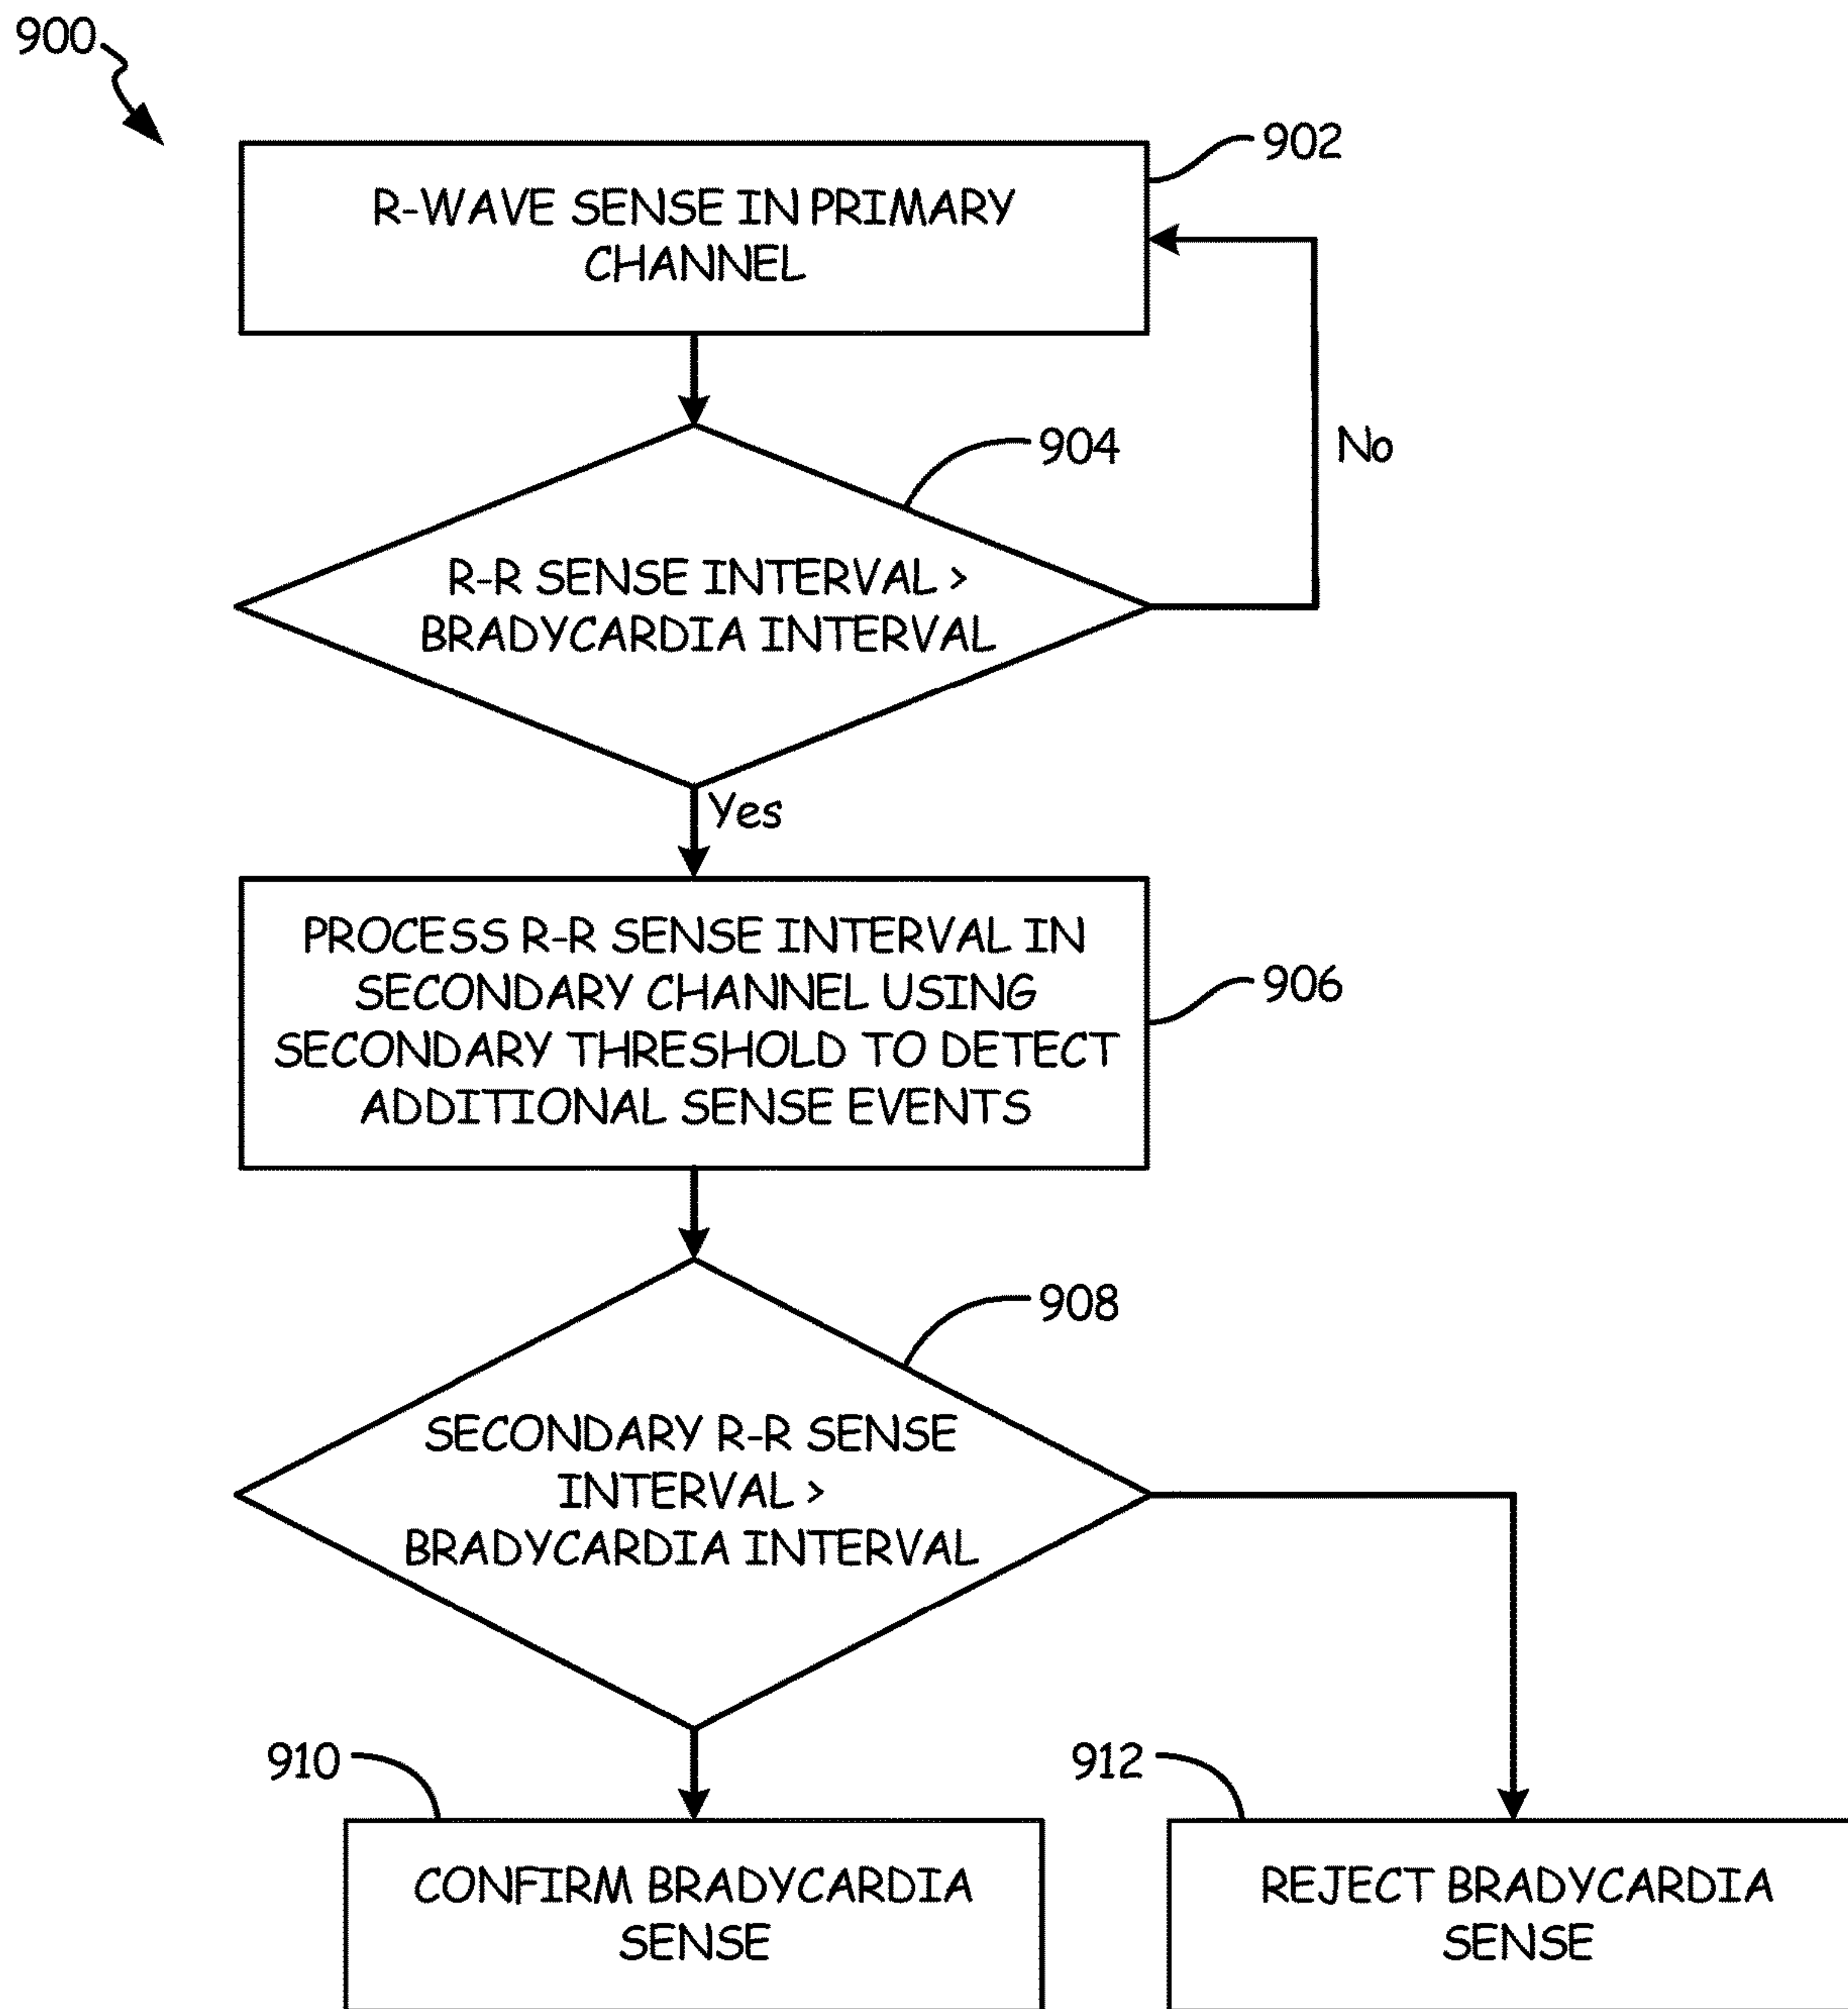 900
902
R-WAVE SENSE IN PRIMARY
CHANNEL
904
No
R-R SENSE INTERVAL >
BRADYCARDIA INTERVAL
Yes
PROCESS R-R SENSE INTERVAL IN
SECONDARY CHANNEL USING
SECONDARY THRESHOLD TO DETECT
ADDITIONAL SENSE EVENTS
906
908
SECONDARY R-R SENSE
INTERVAL >
BRADYCARDIA INTERVAL
910
912
CONFIRM BRADYCARDIA
SENSE
REJECT BRADYCARDIA
SENSE